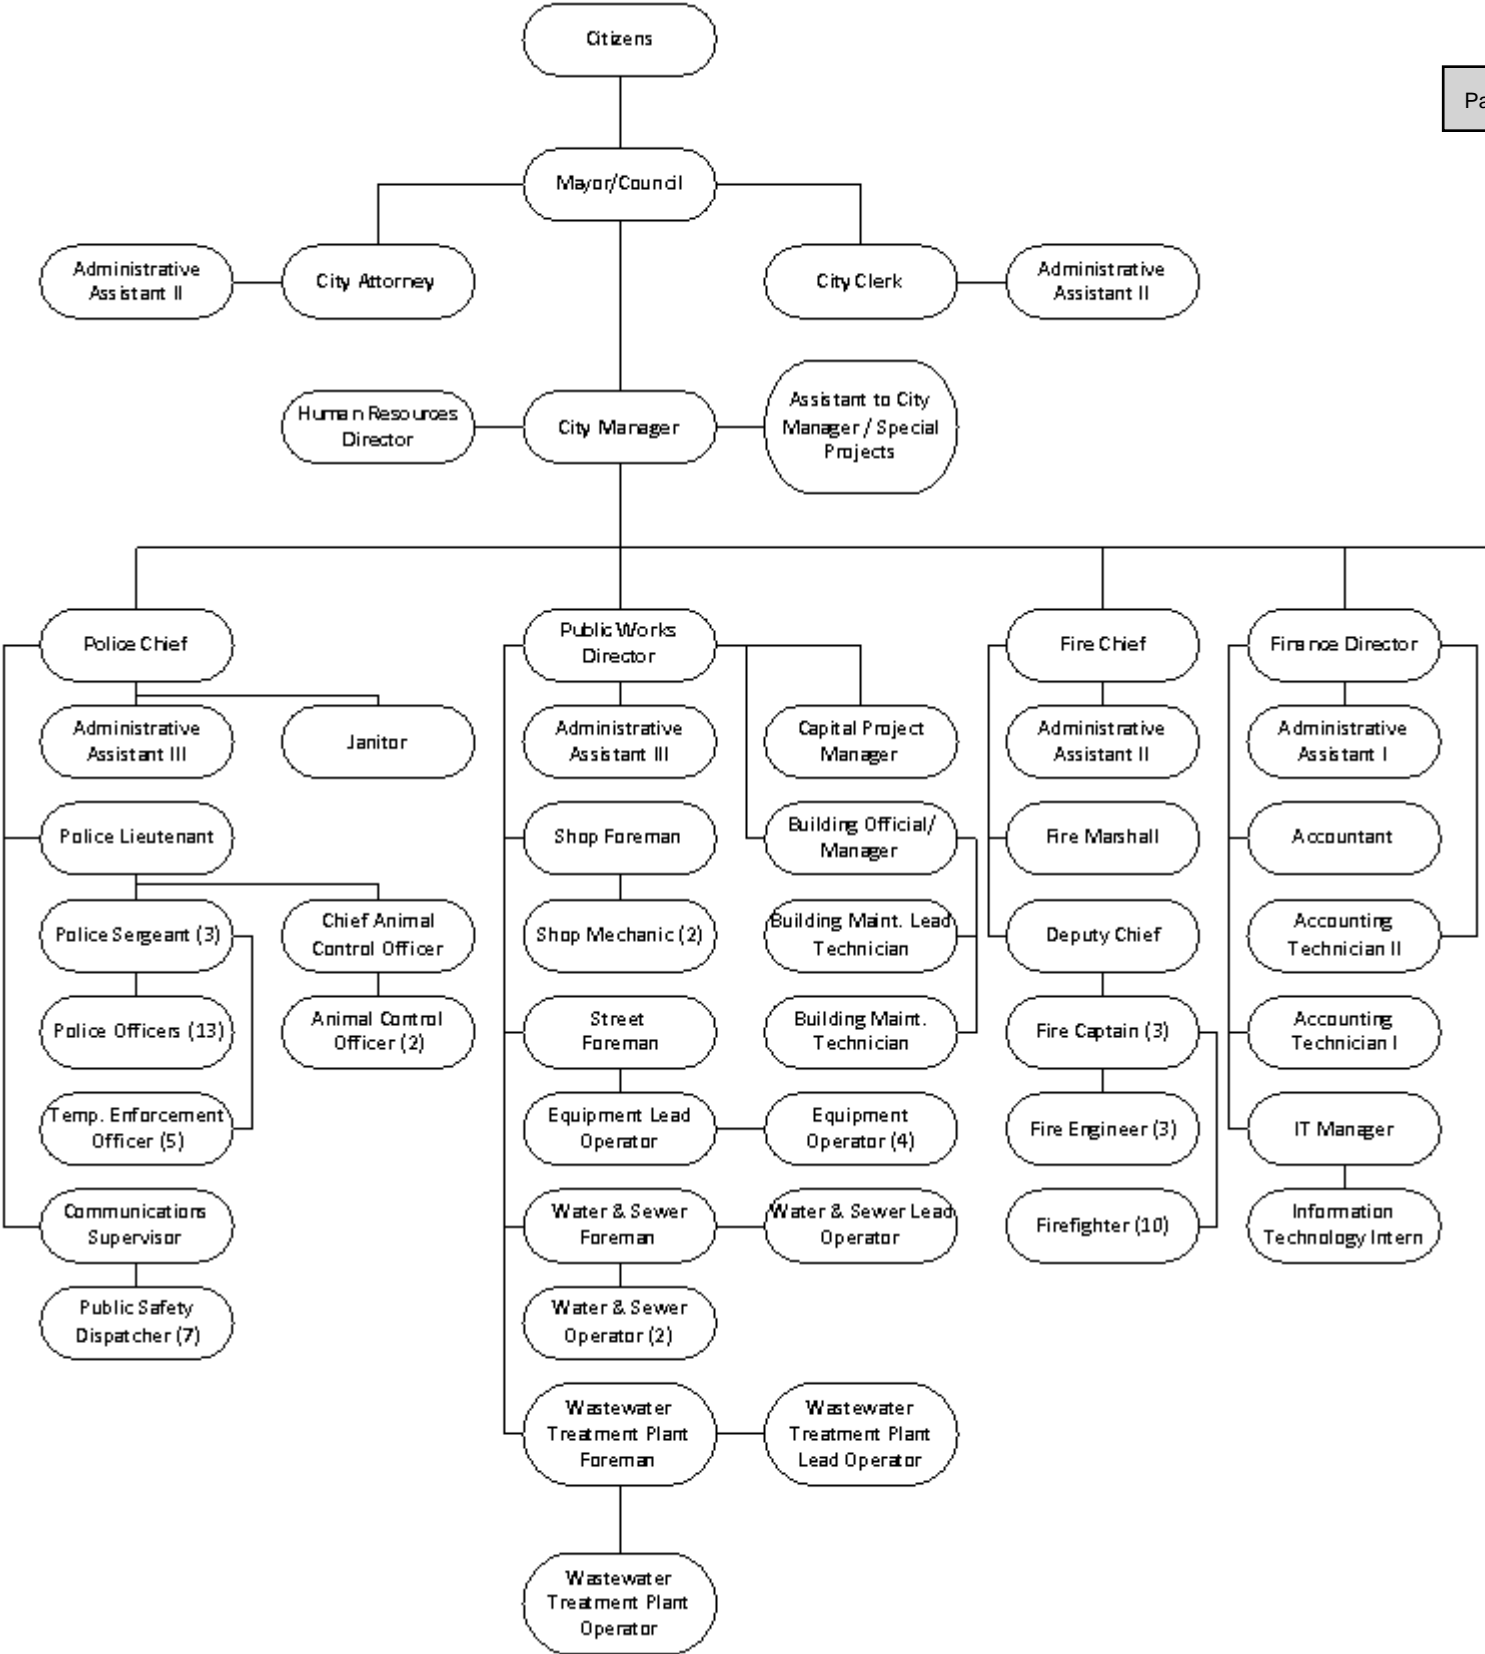 Citizens
Pa
Mayor/Council
Administrative
Assistant II
City Attorney
City Clerk
Administrative
Assistant II
Human Resources
Director
City Manager
Assistant to City
Manager / Special
Projects
Police Chief
Public Works
Director
Fire Chief
Finance Director
Administrative
Assistant III
Janitor
Administrative
Assistant III
Capital Project
Manager
Administrative
Assistant II
Administrative
Assistant I
Police Lieutenant
Shop Foreman
Building Official/
Manager
Fire Marshall
Accountant
Police Sergeant (3)
Chief Animal
Control Officer
Shop Mechanic (2)
Building Maint. Lead
Technician
Deputy Chief
Accounting
Technician II
Police Officers (13)
Animal Control
Officer (2)
Street
Foreman
Building Maint.
Technician
Fire Captain (3)
Accounting
Technician I
Temp. Enforcement
Officer (5)
Equipment Lead
Operator
Equipment
Operator (4)
Fire Engineer (3)
IT Manager
Communications
Supervisor
Water & Sewer
Foreman
Water & Sewer Lead
Operator
Firefighter (10)
Information
Technology Intern
Public Safety
Dispatcher (7)
Water & Sewer
Operator (2)
Wastewater
Treatment Plant
Foreman
Wastewater
Treatment Plant
Lead Operator
Wastewater
Treatment Plant
Operator